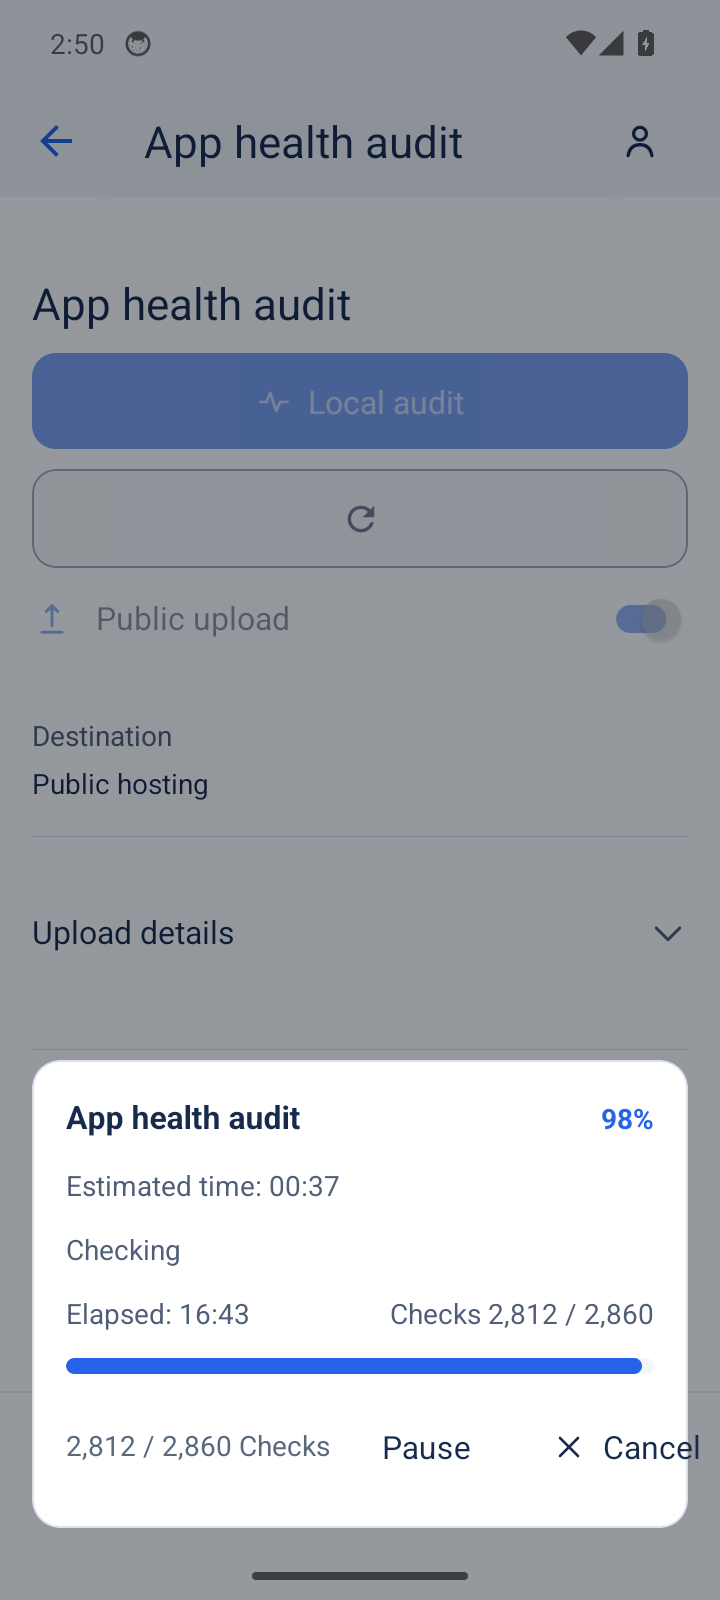 2:50
App health audit
App health audit
Local audit
Public upload
Destination
Public hosting
Upload details
App health audit 98%
Estimated time: 00:37
Checking
Elapsed: 16:43 Checks 2,812 / 2,860
2,812 / 2,860 Checks Pause Cancel